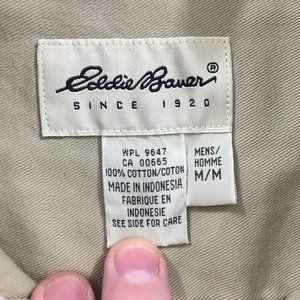 Eddie Bauer®
SINCE 1920
WPL 9647
CA 00665
100% COTTON/COTON
MADE IN INDONESIA
FABRIQUE EN
INDONESIE
SEE SIDE FOR CARE
MENS/
HOMME
M/M